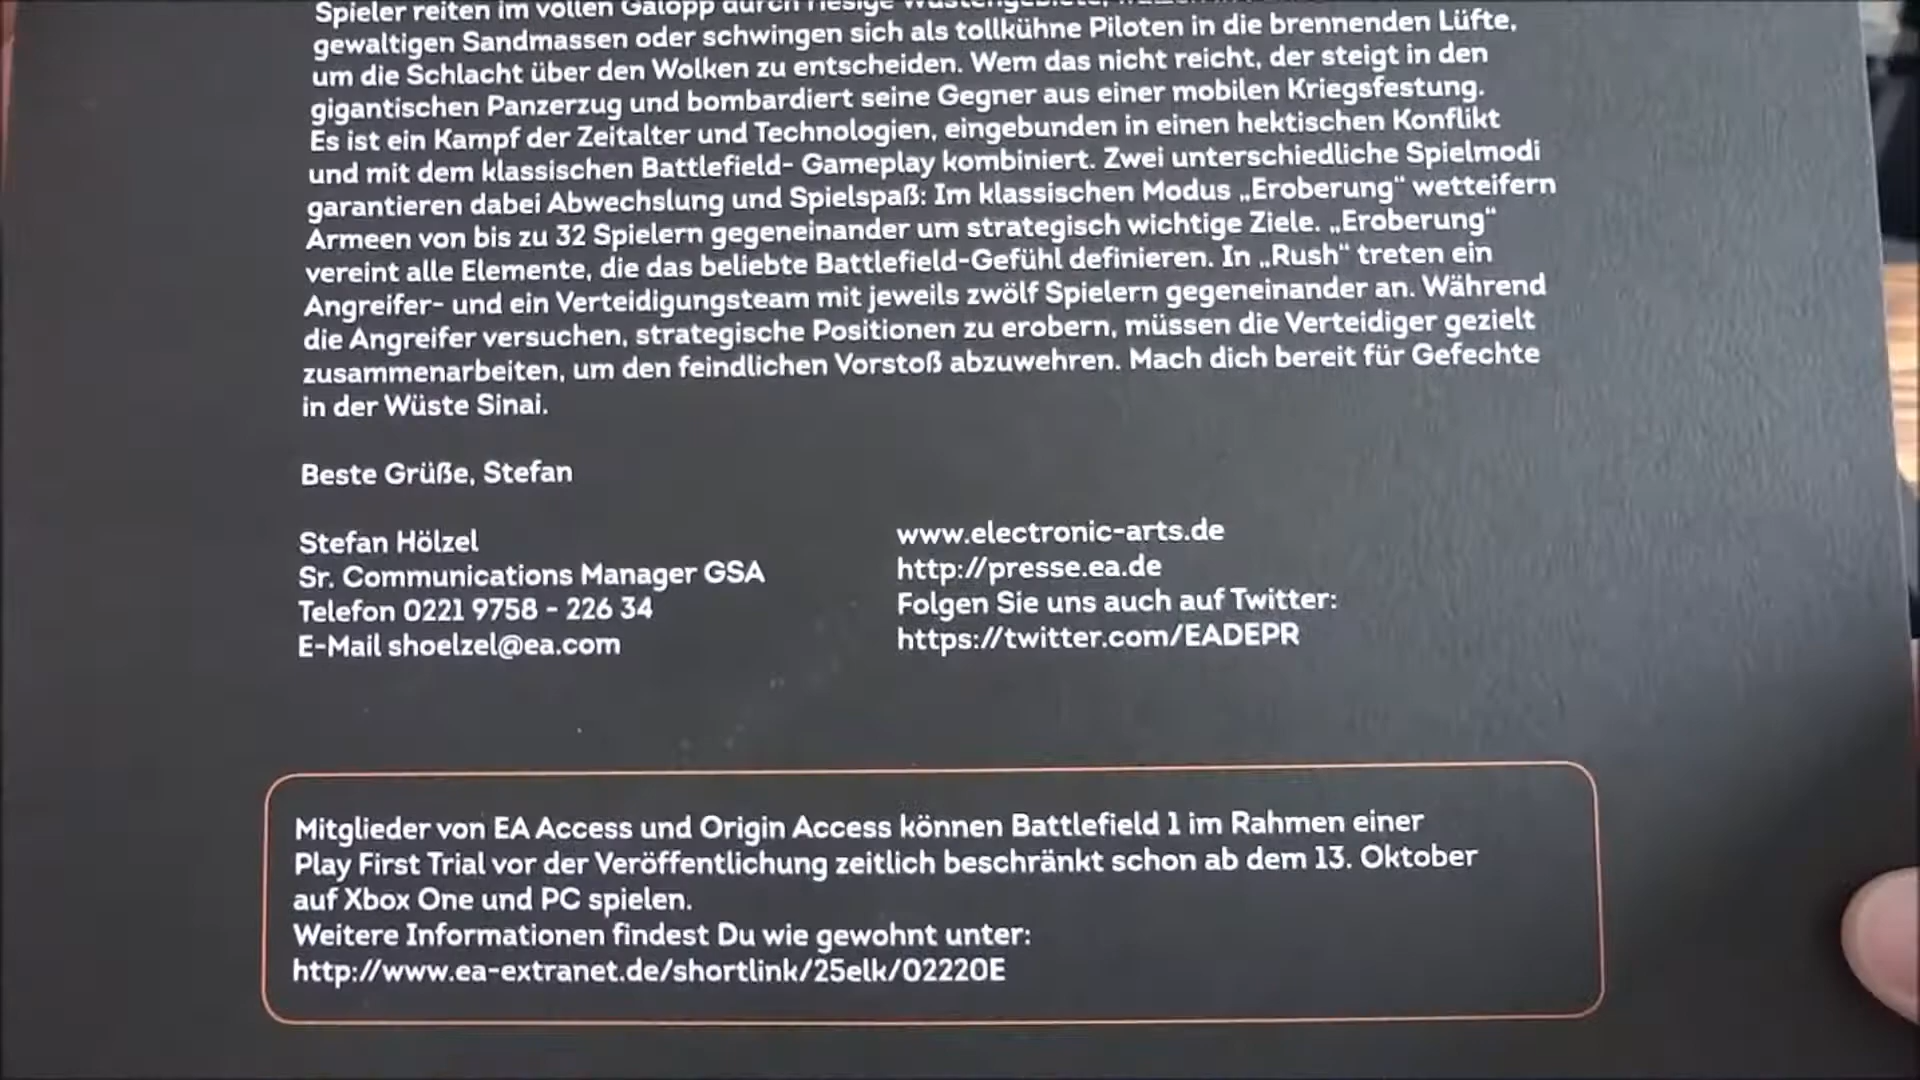 Spieler reiten im vollen Galopp durch riesige
gewaltigen Sandmassen oder schwingen sich als tollkühne Piloten in die brennenden Lüfte,
um die Schlacht über den Wolken zu entscheiden. Wem das nicht reicht, der steigt in den
gigantischen Panzerzug und bombardiert seine Gegner aus einer mobilen Kriegsfestung.
Es ist ein Kampf der Zeitalter und Technologien, eingebunden in einen hektischen Konflikt
und mit dem klassischen Battlefield- Gameplay kombiniert. Zwei unterschiedliche Spielmodi
garantieren dabei Abwechslung und Spielspaß: Im klassischen Modus „Eroberung“ wetteifern
Armeen von bis zu 32 Spielern gegeneinander um strategisch wichtige Ziele. „Eroberung“
vereint alle Elemente, die das beliebte Battlefield-Gefühl definieren. In „Rush“ treten ein
Angreifer- und ein Verteidigungsteam mit jeweils zwölf Spielern gegeneinander an. Während
die Angreifer versuchen, strategische Positionen zu erobern, müssen die Verteidiger gezielt
zusammenarbeiten, um den feindlichen Vorstoß abzuwehren. Mach dich bereit für Gefechte
in der Wüste Sinai.
Beste Grüße, Stefan
Stefan Hölzel
Sr. Communications Manager GSA
Telefon 0221 9758 - 226 34
E-Mail shoelzel@ea.com
www.electronic-arts.de
http://presse.ea.de
Folgen Sie uns auch auf Twitter:
https://twitter.com/EADEPR
Mitglieder von EA Access und Origin Access können Battlefield 1 im Rahmen einer
Play First Trial vor der Veröffentlichung zeitlich beschränkt schon ab dem 13. Oktober
auf Xbox One und PC spielen.
Weitere Informationen findest Du wie gewohnt unter:
http://www.ea-extranet.de/shortlink/25elk/02220E